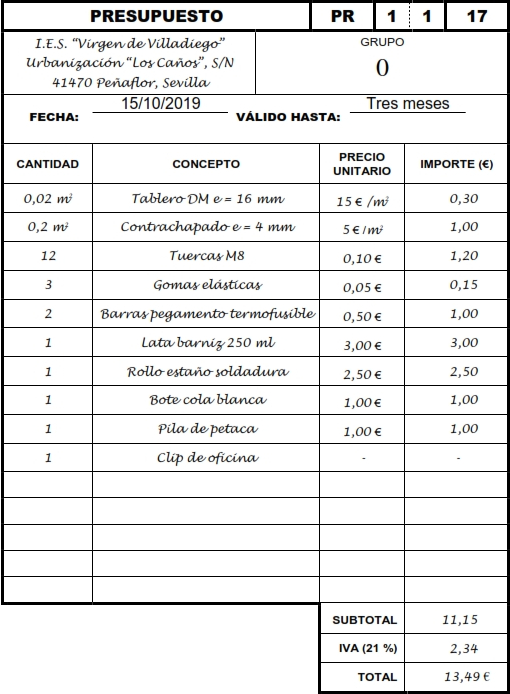 PRESUPUESTO PR 1 1 17
I.E.S. “Virgen de Villadiego”
Urbanización “Los Caños”, S/N
41470 Peñaflor, Sevilla
GRUPO
0
FECHA: 15/10/2019 VÁLIDO HASTA: Tres meses
CANTIDAD CONCEPTO PRECIO UNITARIO IMPORTE (€)
0,02 m² Tablero DM e = 16 mm 15 € /m² 0,30
0,2 m² Contrachapado e = 4 mm 5 € /m² 1,00
12 Tuercas M8 0,10 € 1,20
3 Gomas elásticas 0,05 € 0,15
2 Barras pegamento termofusible 0,50 € 1,00
1 Lata barniz 250 ml 3,00 € 3,00
1 Rollo estaño soldadura 2,50 € 2,50
1 Bote cola blanca 1,00 € 1,00
1 Pila de petaca 1,00 € 1,00
1 Clip de oficina - -
SUBTOTAL 11,15
IVA (21 %) 2,34
TOTAL 13,49 €